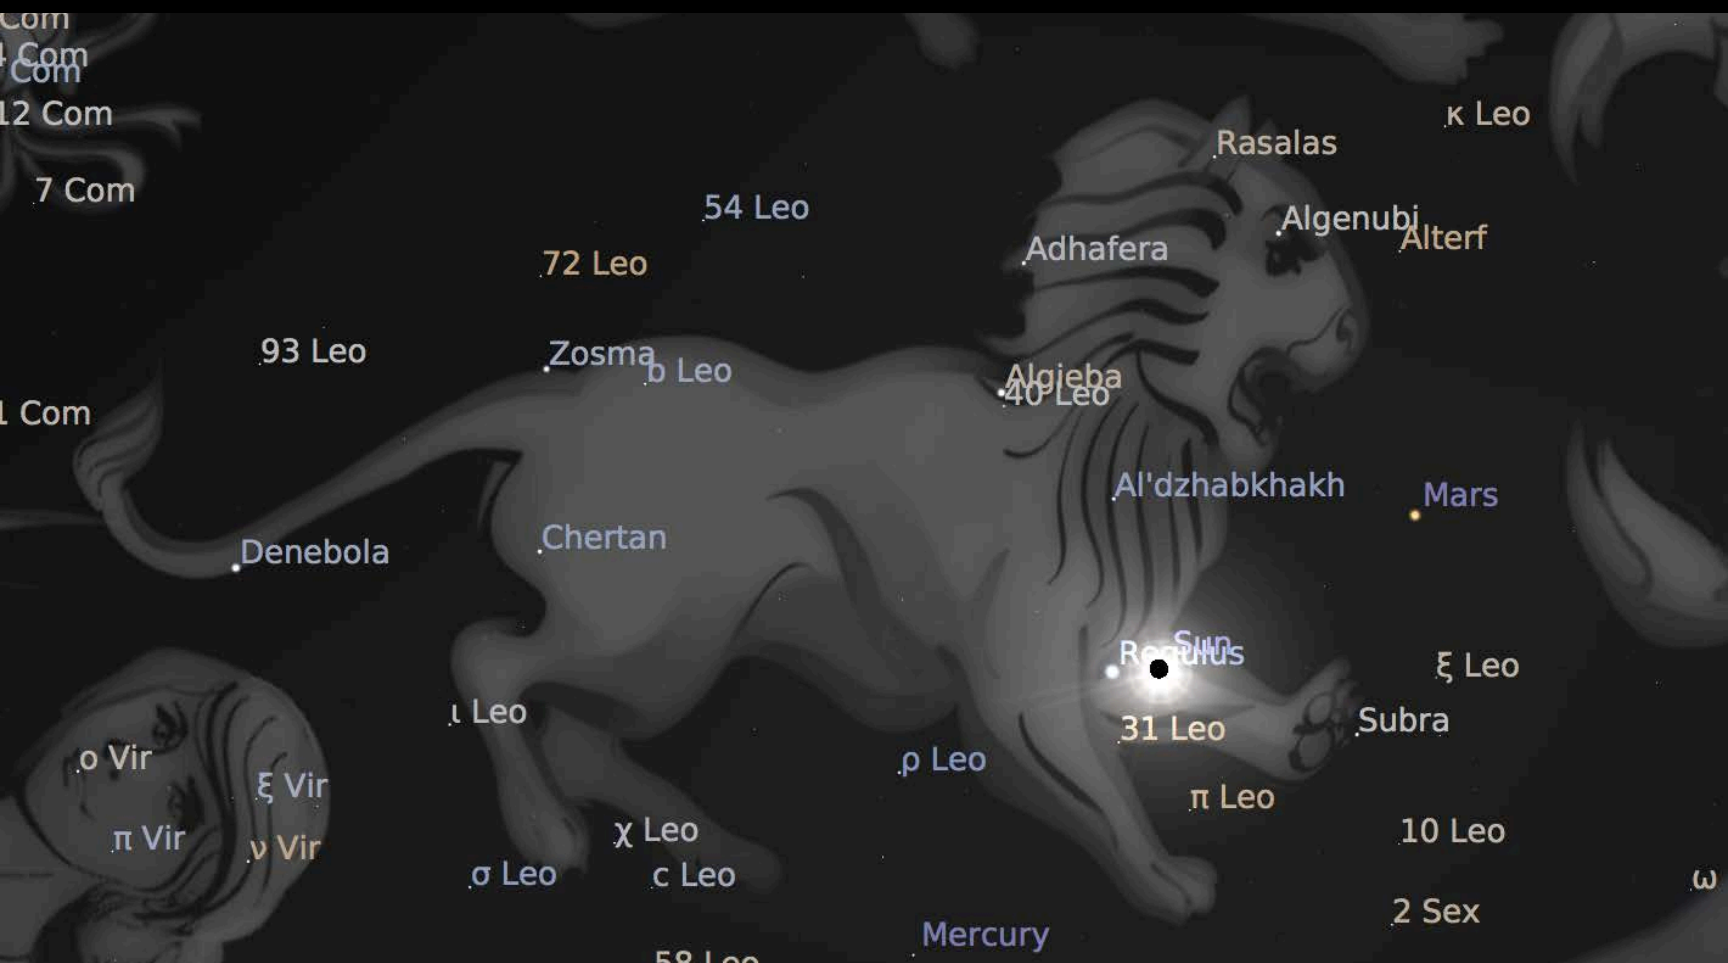 Com
4 Com
Com
12 Com
κ Leo
Rasalas
7 Com
54 Leo
Algenubi
Alterf
Adhafera
72 Leo
93 Leo
Zosma
b Leo
Algieba
40 Leo
1 Com
Al'dzhabkhakh
Mars
Chertan
Denebola
Sun
Regulus
ξ Leo
ι Leo
31 Leo
Subra
ο Vir
ρ Leo
ξ Vir
π Leo
χ Leo
10 Leo
π Vir
ν Vir
σ Leo
c Leo
ω
2 Sex
Mercury
58 Leo